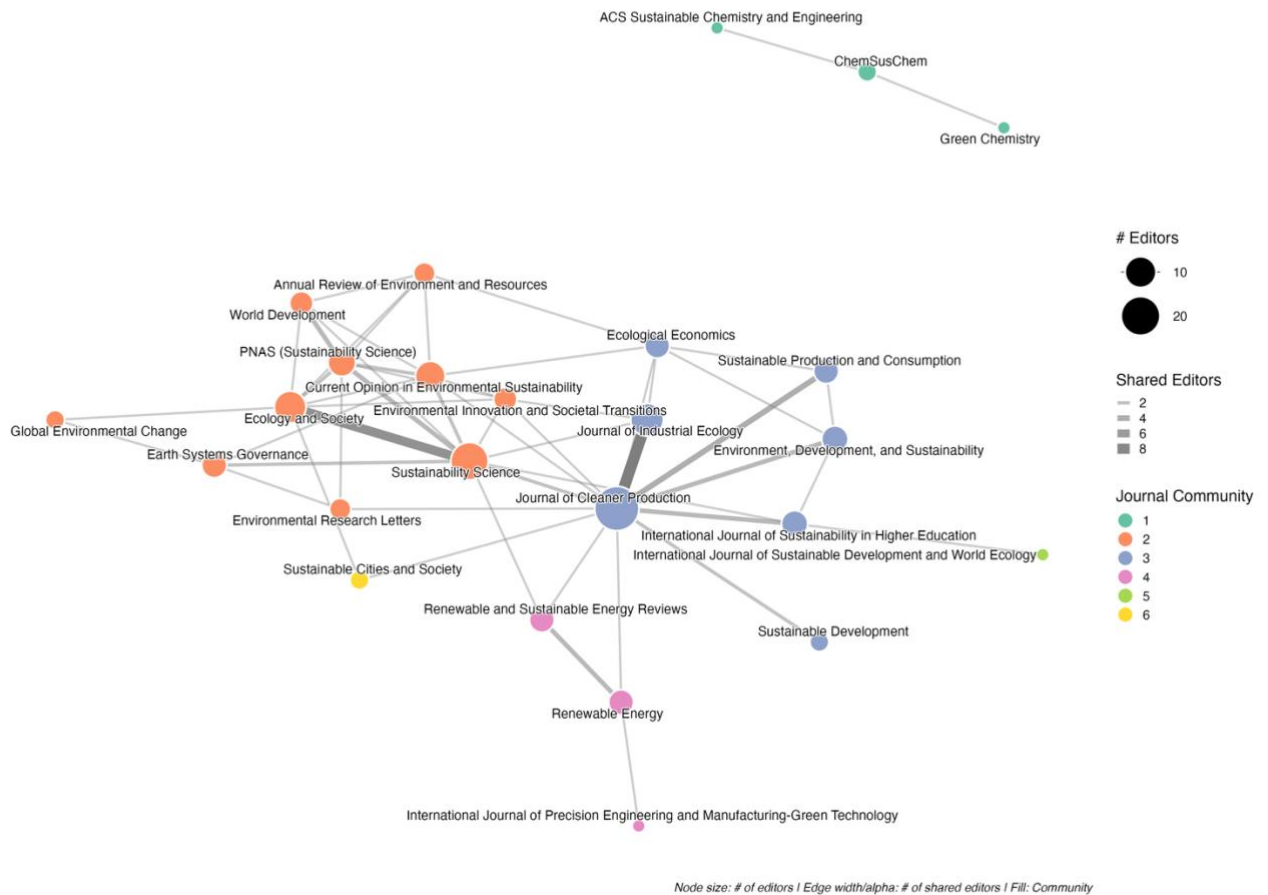 ACS Sustainable Chemistry and Engineering
ChemSusChem
Green Chemistry
# Editors
10
20
Annual Review of Environment and Resources
World Development
Ecological Economics
PNAS (Sustainability Science)
Sustainable Production and Consumption
Current Opinion in Environmental Sustainability
Shared Editors
2
4
6
8
Environmental Innovation and Societal Transitions
Ecology and Society
Global Environmental Change
Journal of Industrial Ecology
Earth Systems Governance
Environment, Development, and Sustainability
Sustainability Science
Journal of Cleaner Production
Journal Community
1
2
3
4
5
6
Environmental Research Letters
International Journal of Sustainability in Higher Education
International Journal of Sustainable Development and World Ecology
Sustainable Cities and Society
Renewable and Sustainable Energy Reviews
Sustainable Development
Renewable Energy
International Journal of Precision Engineering and Manufacturing-Green Technology
Node size: # of editors | Edge width/alpha: # of shared editors | Fill: Community